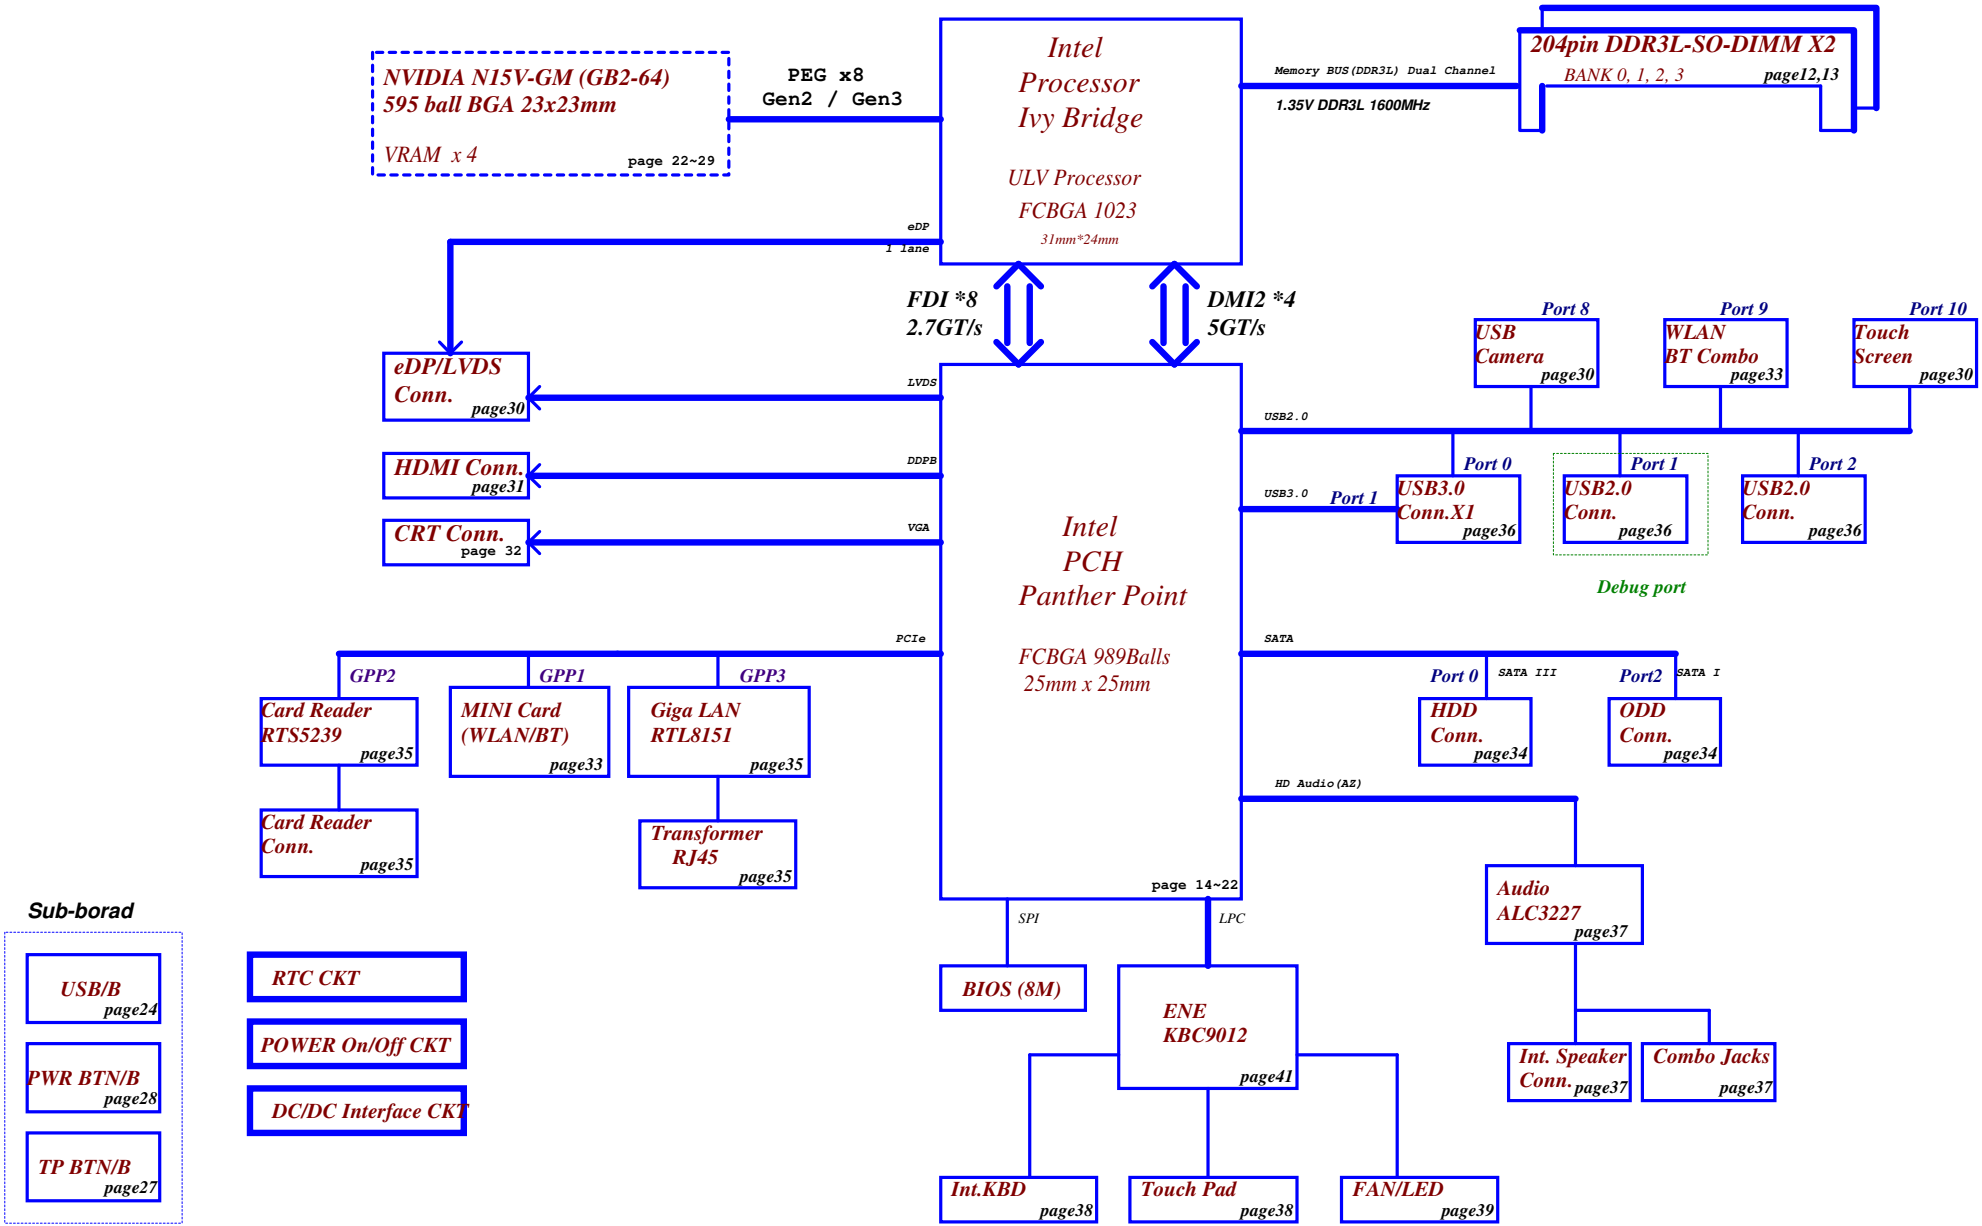 NVIDIA N15V-GM (GB2-64)
595 ball BGA 23x23mm
VRAM x 4
page 22~29
PEG x8
Gen2 / Gen3
Intel
Processor
Ivy Bridge
ULV Processor
FCBGA 1023
31mm*24mm
Memory BUS(DDR3L) Dual Channel
1.35V DDR3L 1600MHz
204pin DDR3L-SO-DIMM X2
BANK 0, 1, 2, 3
page12,13
eDP
1 lane
FDI *8
2.7GT/s
DMI2 *4
5GT/s
eDP/LVDS
Conn.
page30
LVDS
HDMI Conn.
page31
DDPB
CRT Conn.
page 32
VGA
Intel
PCH
Panther Point
FCBGA 989Balls
25mm x 25mm
page 14~22
Port 8
USB
Camera
page30
Port 9
WLAN
BT Combo
page33
Port 10
Touch
Screen
page30
USB2.0
USB3.0
Port 1
Port 0
USB3.0
Conn.X1
page36
Port 1
USB2.0
Conn.
page36
Port 2
USB2.0
Conn.
page36
Debug port
PCIe
GPP2
Card Reader
RTS5239
page35
GPP1
MINI Card
(WLAN/BT)
page33
GPP3
Giga LAN
RTL8151
page35
Card Reader
Conn.
page35
Transformer
RJ45
page35
SATA
Port 0
SATA III
HDD
Conn.
page34
Port2
SATA I
ODD
Conn.
page34
HD Audio(AZ)
Audio
ALC3227
page37
Int. Speaker
Conn.
page37
Combo Jacks
page37
SPI
BIOS (8M)
LPC
ENE
KBC9012
page41
Int.KBD
page38
Touch Pad
page38
FAN/LED
page39
Sub-borad
USB/B
page24
PWR BTN/B
page28
TP BTN/B
page27
RTC CKT
POWER On/Off CKT
DC/DC Interface CKT